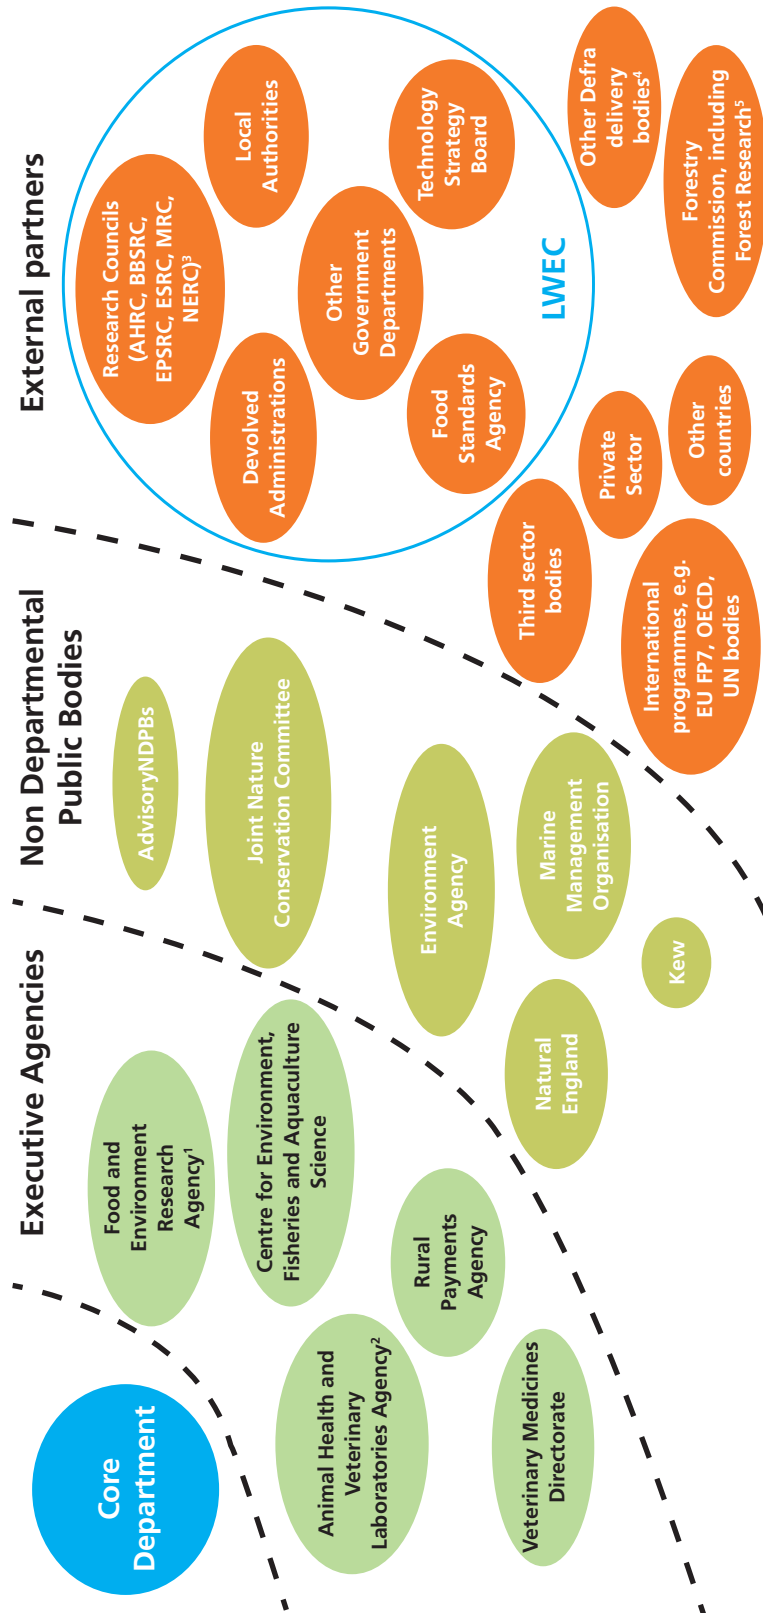 Core
Department
Executive Agencies
Food and
Environment
Research
Agency¹
Centre for Environment,
Fisheries and Aquaculture
Science
Animal Health and
Veterinary
Laboratories Agency²
Rural
Payments
Agency
Veterinary Medicines
Directorate
Non Departmental
Public Bodies
AdvisoryNDPBs
Joint Nature
Conservation Committee
Environment
Agency
Marine
Management
Organisation
Natural
England
Kew
External partners
Research Councils
(AHRC, BBSRC,
EPSRC, ESRC, MRC,
NERC)³
Local
Authorities
Devolved
Administrations
Other
Government
Departments
Technology
Strategy
Board
Food
Standards
Agency
LWEC
Other Defra
delivery
bodies⁴
Forestry
Commission, including
Forest Research⁵
Third sector
bodies
Private
Sector
Other
countries
International
programmes, e.g.
EU FP7, OECD,
UN bodies